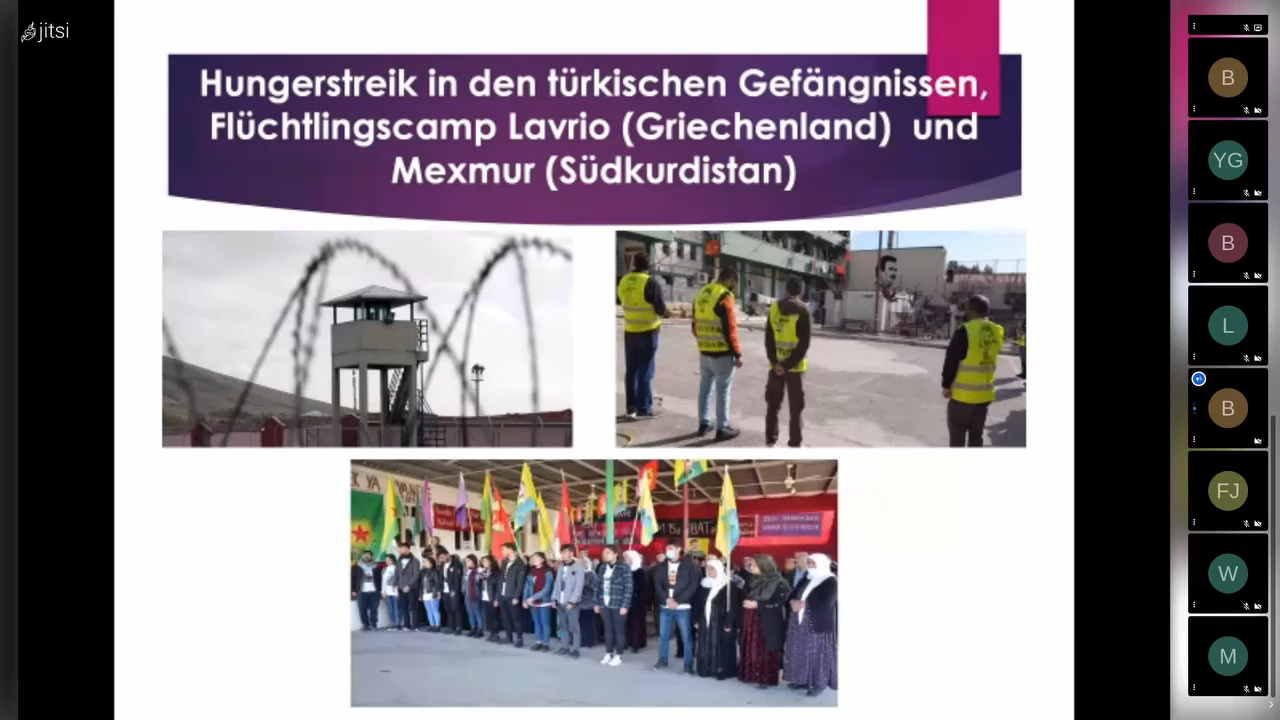 jitsi
Hungerstreik in den türkischen Gefängnissen,
Flüchtlingscamp Lavrio (Griechenland) und
Mexmur (Südkurdistan)
B
YG
B
L
B
FJ
W
M